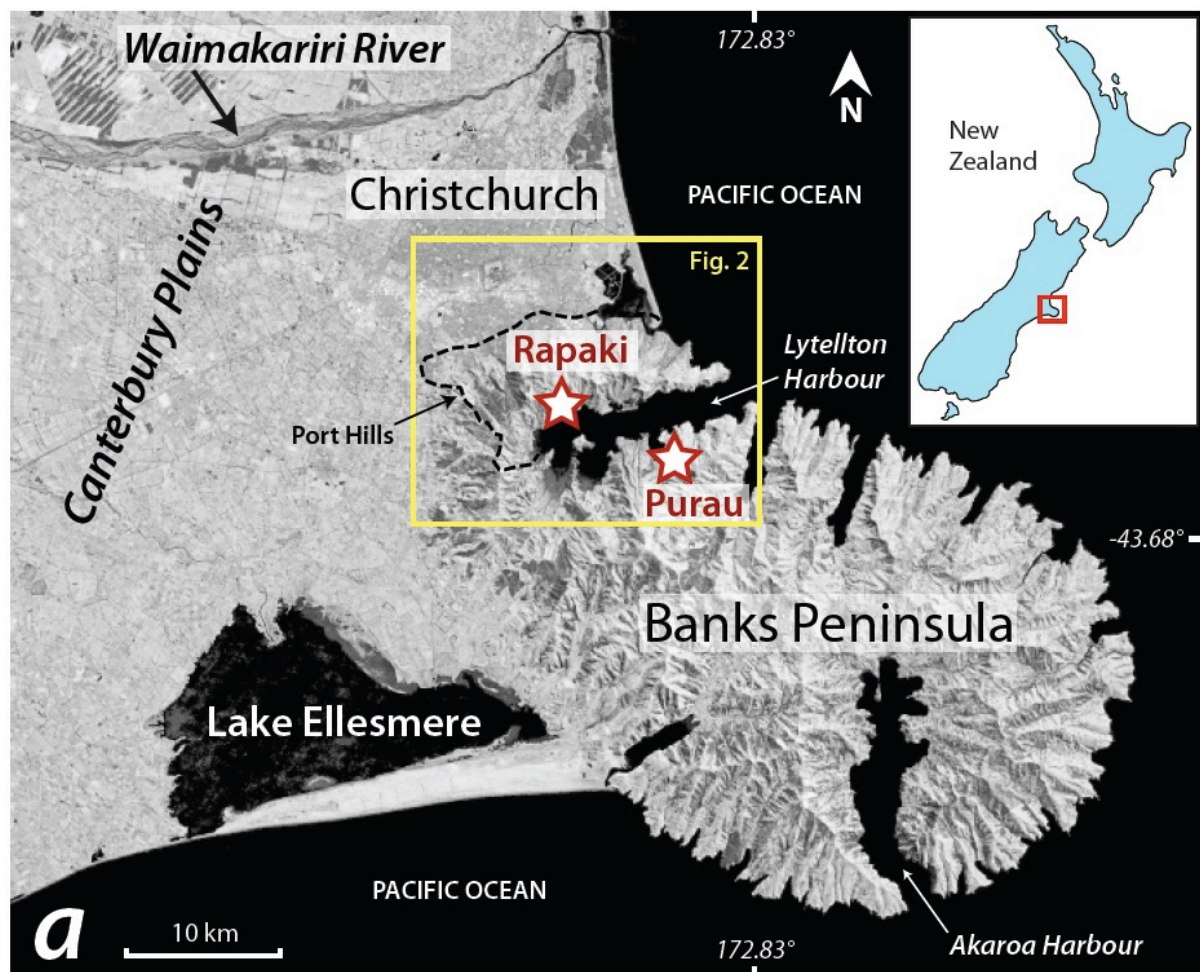 Waimakariri River
172.83°
N
New
Zealand
PACIFIC OCEAN
Christchurch
Canterbury Plains
Fig. 2
Rapaki
Lytellton
Harbour
Port Hills
Purau
-43.68°
Banks Peninsula
Lake Ellesmere
PACIFIC OCEAN
a
10 km
172.83°
Akaroa Harbour